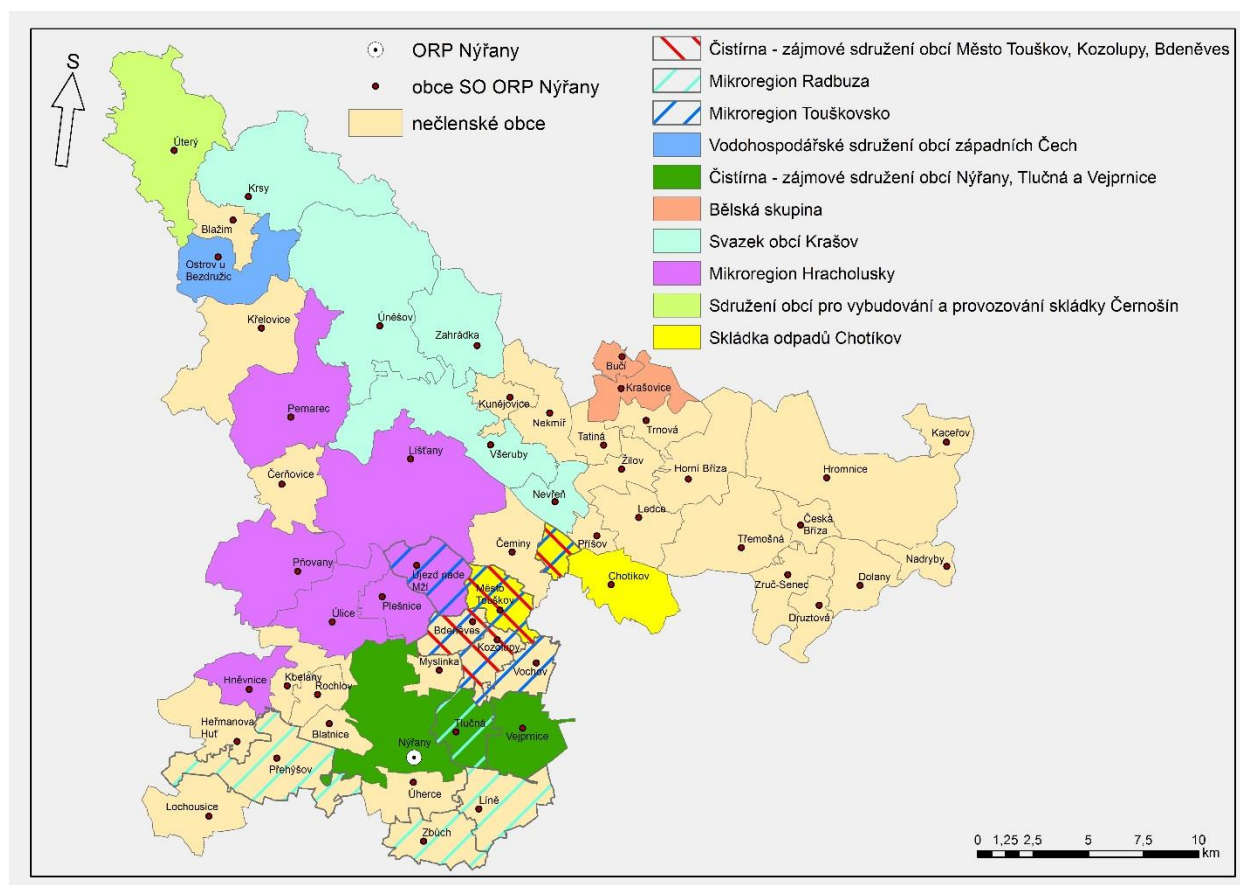 S
ORP Nýřany
obce SO ORP Nýřany
nečlenské obce
Čistírna - zájmové sdružení obcí Město Touškov, Kozolupy, Bdeněves
Mikroregion Radbuza
Mikroregion Touškovsko
Vodohospodářské sdružení obcí západních Čech
Čistírna - zájmové sdružení obcí Nýřany, Tlučná a Vejprnice
Bělská skupina
Svazek obcí Krašov
Mikroregion Hracholusky
Sdružení obcí pro vybudování a provozování skládky Černošín
Skládka odpadů Chotíkov
Úterý
Krsy
Blažim
Ostrov u
Bezdružic
Křelovice
Úněšov
Zahrádka
Bučí
Krašovice
Kunějovice
Nekmíř
Trnová
Pernarec
Tatiná
Kaceřov
Líšťany
Všeruby
Žilov
Horní Bříza
Hromnice
Čerňovice
Nevřeň
Ledce
Česká
Bříza
Čeminy
Příšov
Třemošná
Nadryby
Pňovany
Újezd nade
Mží
Město
Touškov
Chotíkov
Zruč-Senec
Dolany
Plešnice
Druztová
Úlice
Bdeněves
Kozolupy
Myslinka
Vochov
Hněvnice
Kbelany
Rochlov
Heřmanova
Huť
Blatnice
Tlučná
Vejprnice
Nýřany
Přehýšov
Úherce
Lochousice
Líně
Zbůch
0 1,25 2,5 5 7,5 10
km